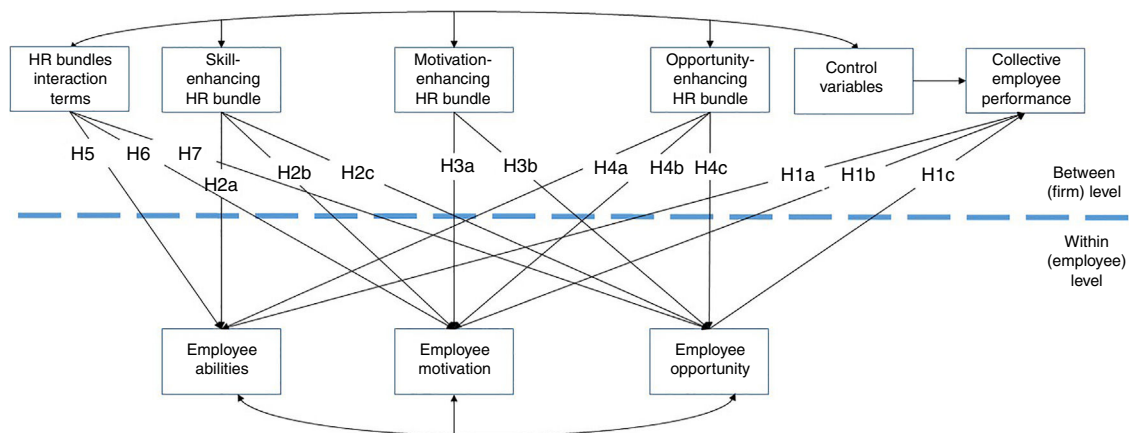 HR bundles
interaction
terms
Skill-
enhancing
HR bundle
Motivation-
enhancing
HR bundle
Opportunity-
enhancing
HR bundle
Control
variables
Collective
employee
performance
H5
H6
H7
H2a
H2b
H2c
H3a
H3b
H4a
H4b
H4c
H1a
H1b
H1c
Between
(firm) level
Within
(employee)
level
Employee
abilities
Employee
motivation
Employee
opportunity